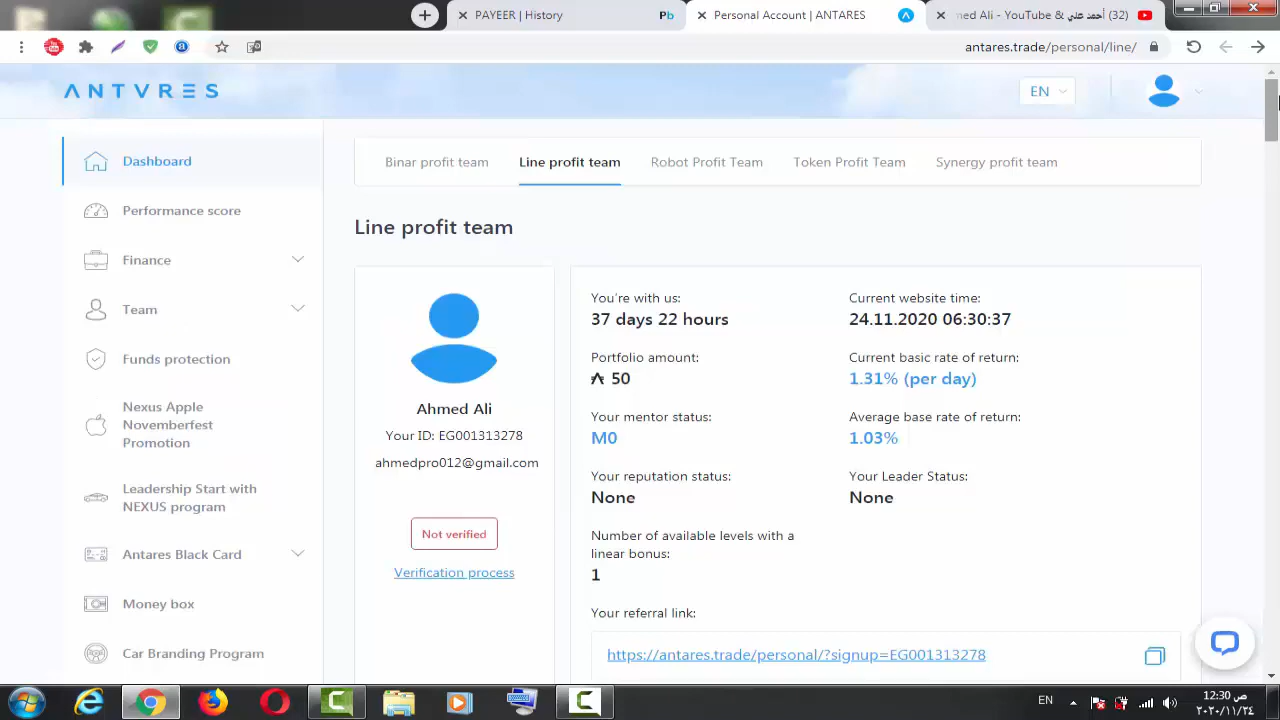 PAYEER | History
Personal Account | ANTARES
(32) أحمد علي - YouTube & med Ali
antares.trade/personal/line/
ANTVRES
EN
Dashboard
Performance score
Finance
Team
Funds protection
Nexus Apple
Novemberfest
Promotion
Leadership Start with
NEXUS program
Antares Black Card
Money box
Car Branding Program
Binar profit team
Line profit team
Robot Profit Team
Token Profit Team
Synergy profit team
Line profit team
Ahmed Ali
Your ID: EG001313278
ahmedpro012@gmail.com
Not verified
Verification process
You're with us:
37 days 22 hours
Current website time:
24.11.2020 06:30:37
Portfolio amount:
50
Current basic rate of return:
1.31% (per day)
Your mentor status:
M0
Average base rate of return:
1.03%
Your reputation status:
None
Your Leader Status:
None
Number of available levels with a
linear bonus:
1
Your referral link:
https://antares.trade/personal/?signup=EG001313278
EN
12:30 ص
٢٠٢٠/١١/٢٤